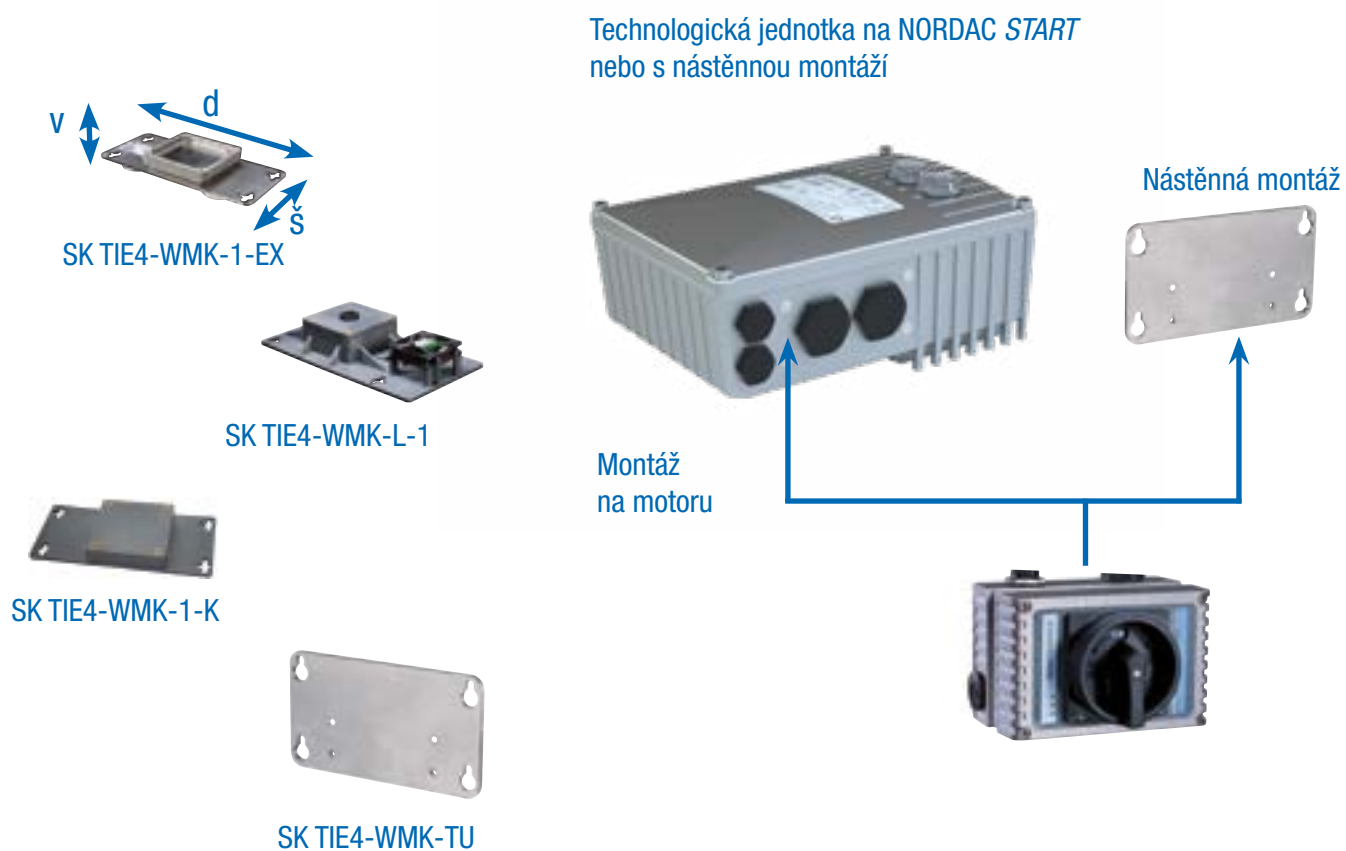 Technologická jednotka na NORDAC START
nebo s nástěnnou montáží
v
d
š
SK TIE4-WMK-1-EX
Nástěnná montáž
SK TIE4-WMK-L-1
Montáž
na motoru
SK TIE4-WMK-1-K
SK TIE4-WMK-TU